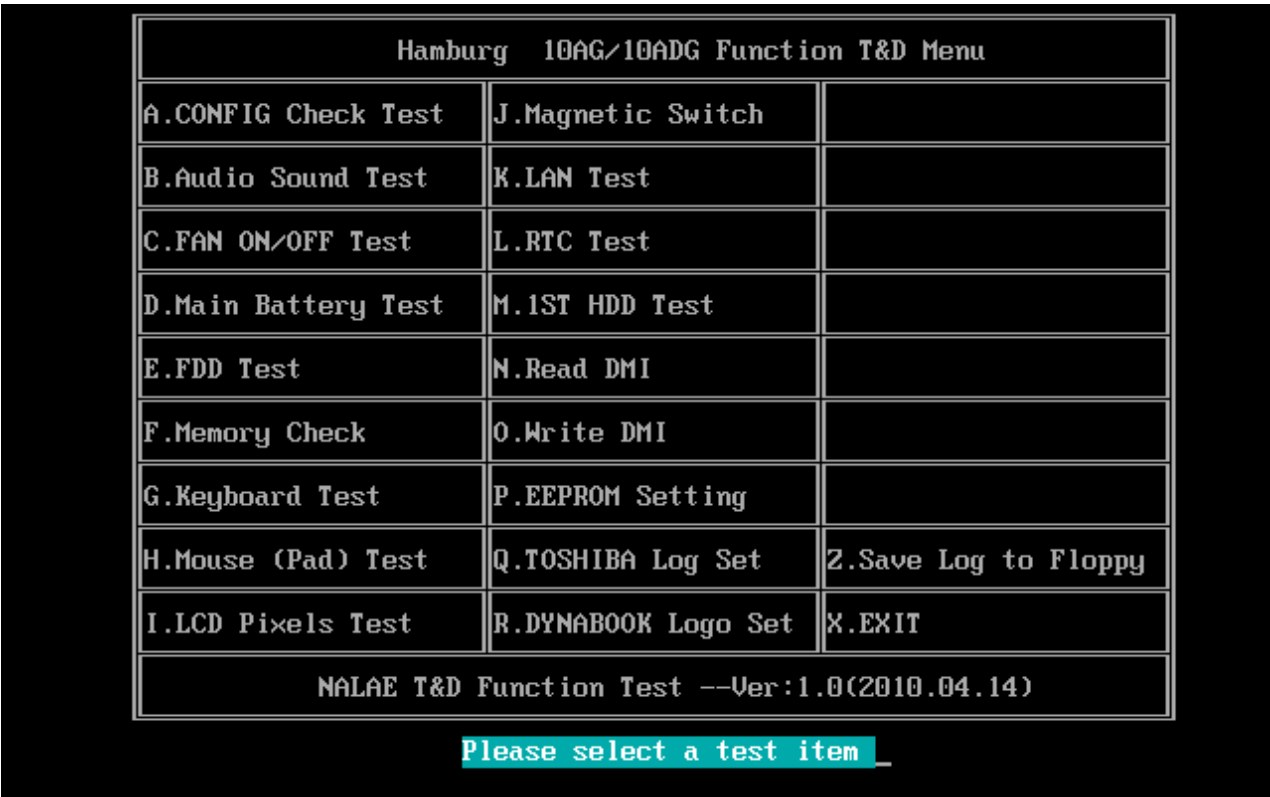 Hamburg  10AG/10ADG Function T&D Menu
A.CONFIG Check Test
J.Magnetic Switch
B.Audio Sound Test
K.LAN Test
C.FAN ON/OFF Test
L.RTC Test
D.Main Battery Test
M.1ST HDD Test
E.FDD Test
N.Read DMI
F.Memory Check
O.Write DMI
G.Keyboard Test
P.EEPROM Setting
H.Mouse (Pad) Test
Q.TOSHIBA Log Set
Z.Save Log to Floppy
I.LCD Pixels Test
R.DYNABOOK Logo Set
X.EXIT
NALAE T&D Function Test --Ver:1.0(2010.04.14)
Please select a test item _